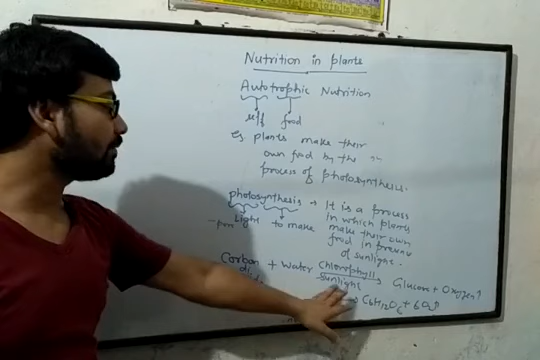 Nutrition in plants
Autotrophic Nutrition
self food
Eg plants make their
own food by the
process of photosynthesis.
photosynthesis → It is a process
in which plants
Light to make make their own
food in presence
of sunlight.
Carbon + Water Chlorophyll Glucose + Oxygen ↑
di sunlight
→ C6H12O6 + 6O2↑